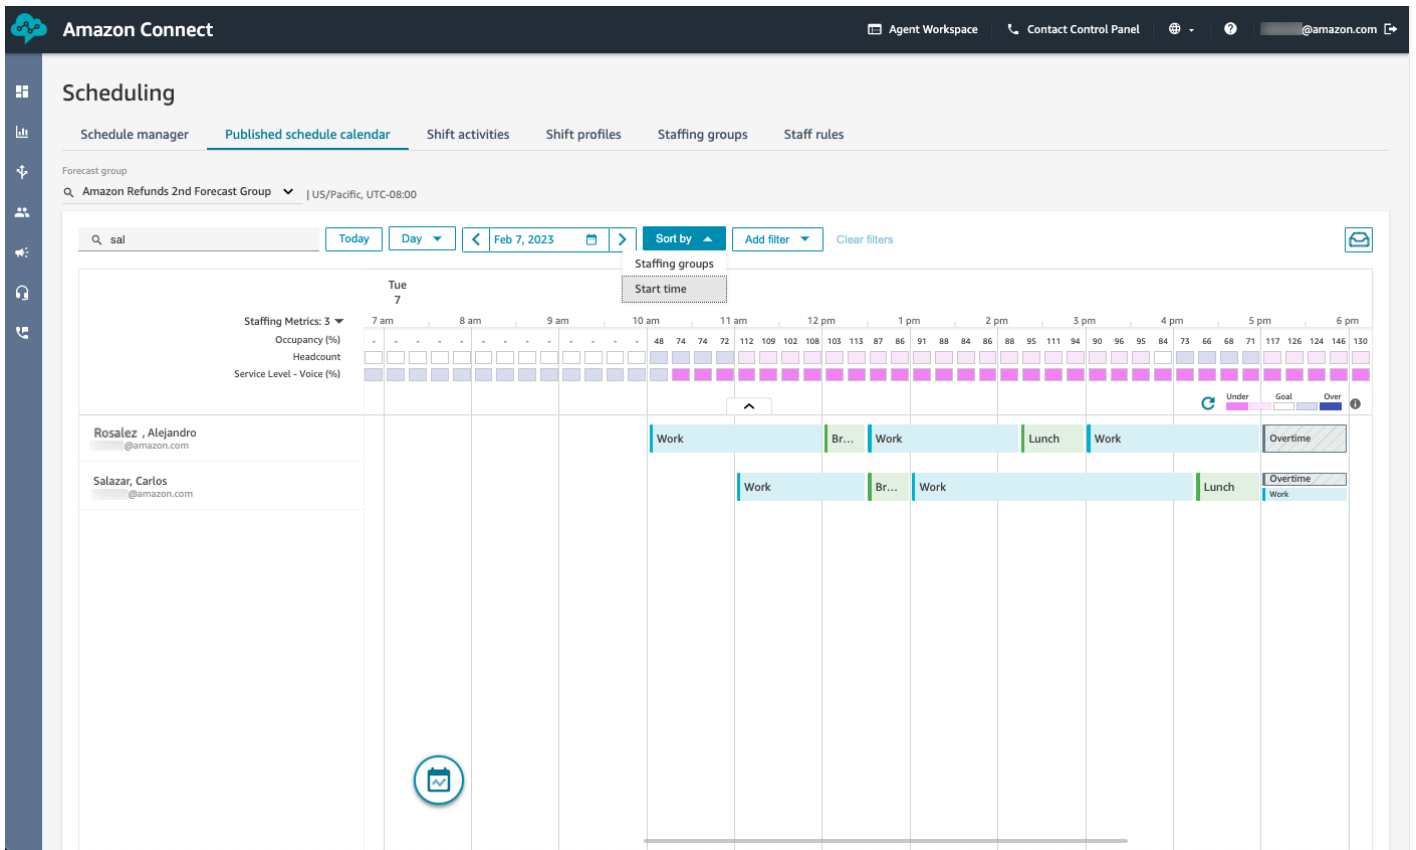 Amazon Connect
Agent Workspace
Contact Control Panel
@amazon.com
Scheduling
Schedule manager
Published schedule calendar
Shift activities
Shift profiles
Staffing groups
Staff rules
Forecast group
Amazon Refunds 2nd Forecast Group
| US/Pacific, UTC-08:00
sal
Today
Day
Feb 7, 2023
Sort by
Add filter
Clear filters
Staffing groups
Start time
Tue
7
Staffing Metrics: 3
7 am 8 am 9 am 10 am 11 am 12 pm 1 pm 2 pm 3 pm 4 pm 5 pm 6 pm
Occupancy (%) - - - - - - - - - - - - - 48 74 74 72 112 109 102 108 103 113 87 86 91 88 84 86 88 95 111 94 90 96 95 84 73 66 68 71 117 126 124 146 130
Headcount
Service Level - Voice (%)
Under Goal Over
Rosalez , Alejandro
@amazon.com
Work Br... Work Lunch Work Overtime
Salazar, Carlos
@amazon.com
Work Br... Work Lunch Overtime
Work